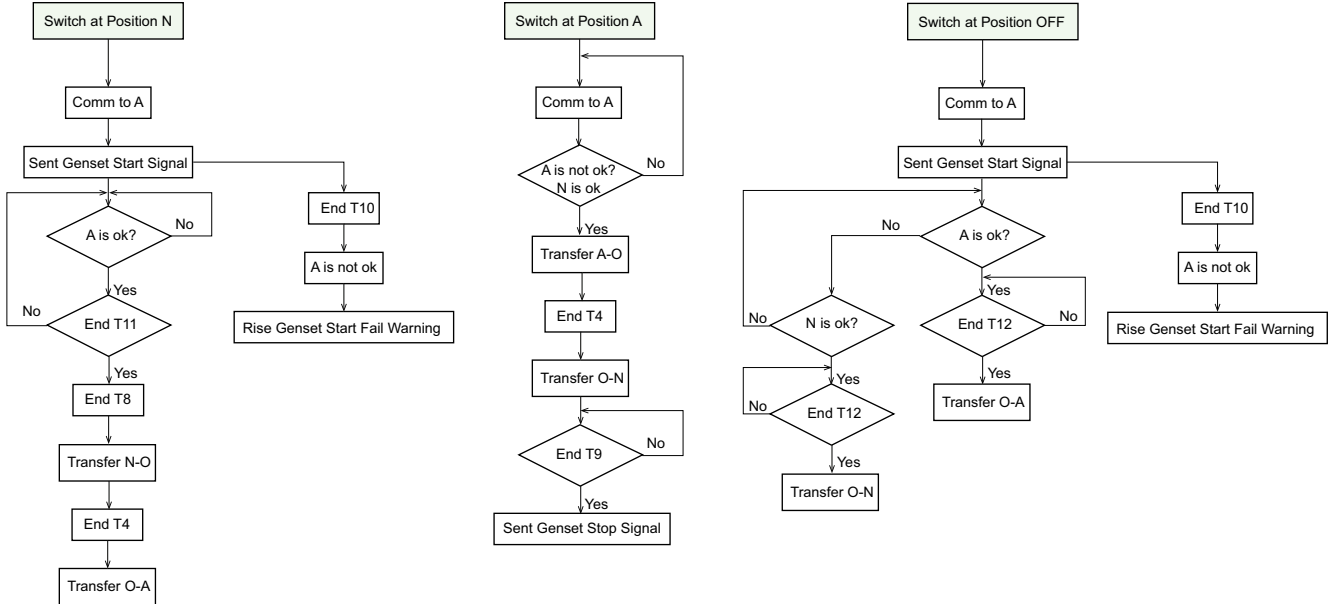 Switch at Position N
Comm to A
Sent Genset Start Signal
A is ok?
No
Yes
End T11
No
Yes
End T8
Transfer N-O
End T4
Transfer O-A
End T10
A is not ok
Rise Genset Start Fail Warning
Switch at Position A
Comm to A
A is not ok?
N is ok
No
Yes
Transfer A-O
End T4
Transfer O-N
End T9
No
Yes
Sent Genset Stop Signal
Switch at Position OFF
Comm to A
Sent Genset Start Signal
A is ok?
No
Yes
N is ok?
No
Yes
End T12
No
Yes
Transfer O-N
End T12
No
Yes
Transfer O-A
End T10
A is not ok
Rise Genset Start Fail Warning